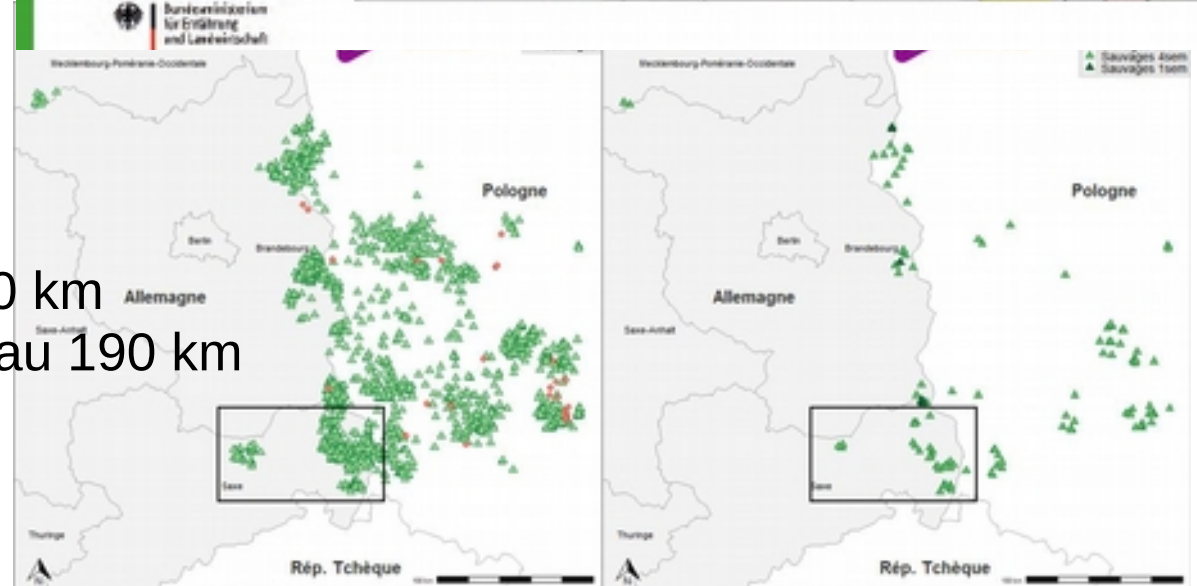 Bundesministerium
für Ernährung
und Landwirtschaft
Mecklembourg-Poméranie-Occidentale
Pologne
Berlin
Brandebourg
0 km
Allemagne
Saxe-Anhalt
au 190 km
Saxe
Thuringe
Rép. Tchèque
Mecklembourg-Poméranie-Occidentale
Sauvages 4sem
Sauvages 1sem
Pologne
Berlin
Brandebourg
Allemagne
Saxe-Anhalt
Saxe
Thuringe
Rép. Tchèque